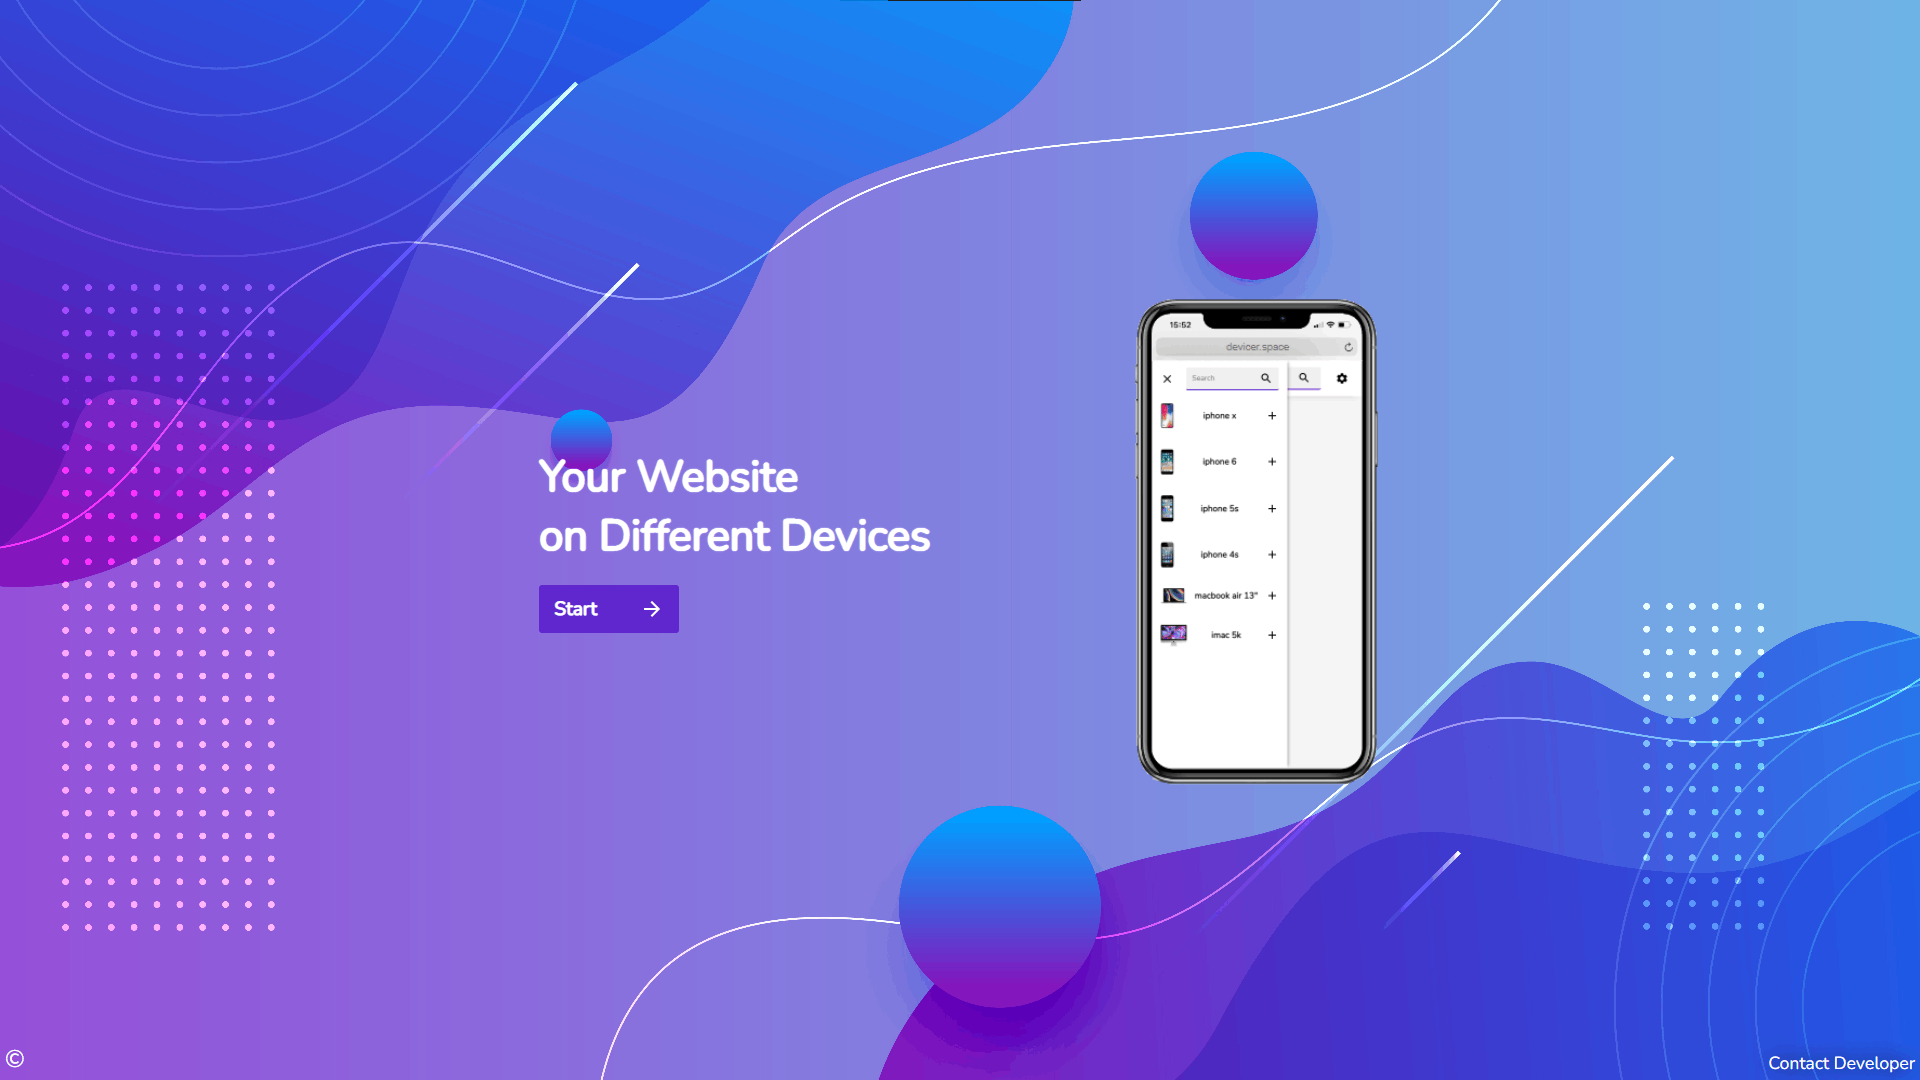 Your Website
on Different Devices
Start
15:52
devicer.space
Search
iphone x
iphone 6
iphone 5s
iphone 4s
macbook air 13"
imac 5k
©
Contact Developer